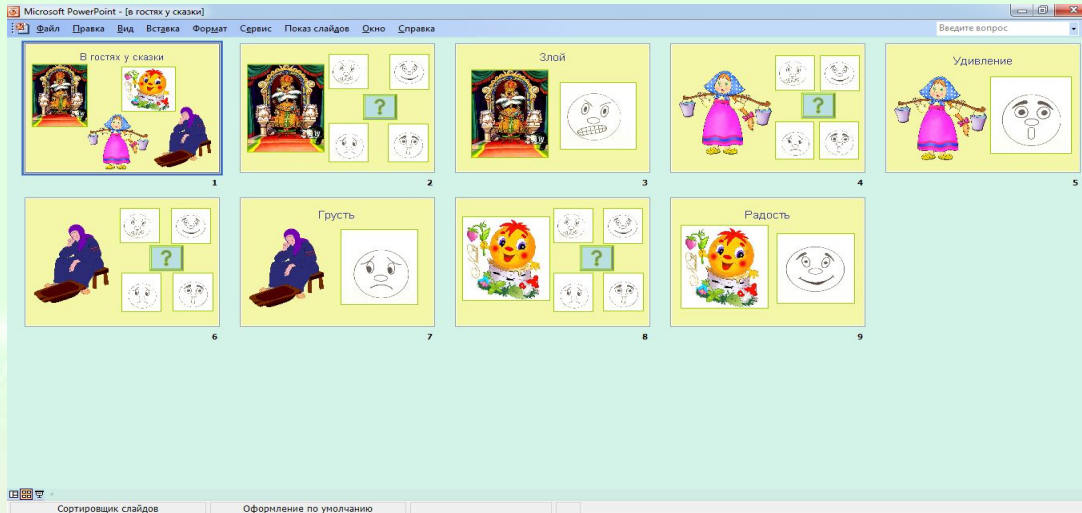 Microsoft PowerPoint - [в гостях у сказки]
Файл Правка Вид Вставка Формат Сервис Показ слайдов Окно Справка
Введите вопрос
В гостях у сказки
?
Злой
?
Удивление
1 2 3 4 5
?
Грусть
?
Радость
6 7 8 9
Сортировщик слайдов Оформление по умолчанию